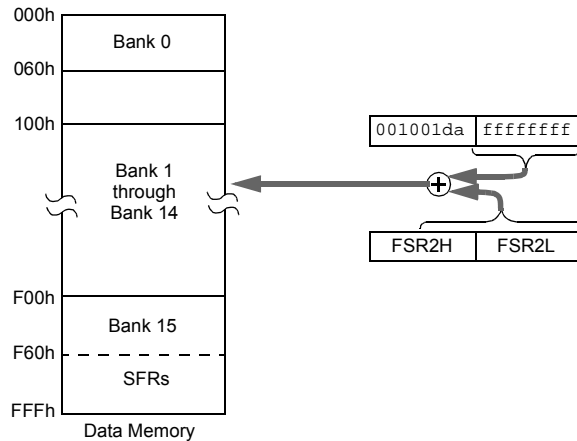 000h
Bank 0
060h
100h
Bank 1
through
Bank 14
F00h
Bank 15
F60h
SFRs
FFFh
Data Memory
001001da ffffffff
FSR2H FSR2L